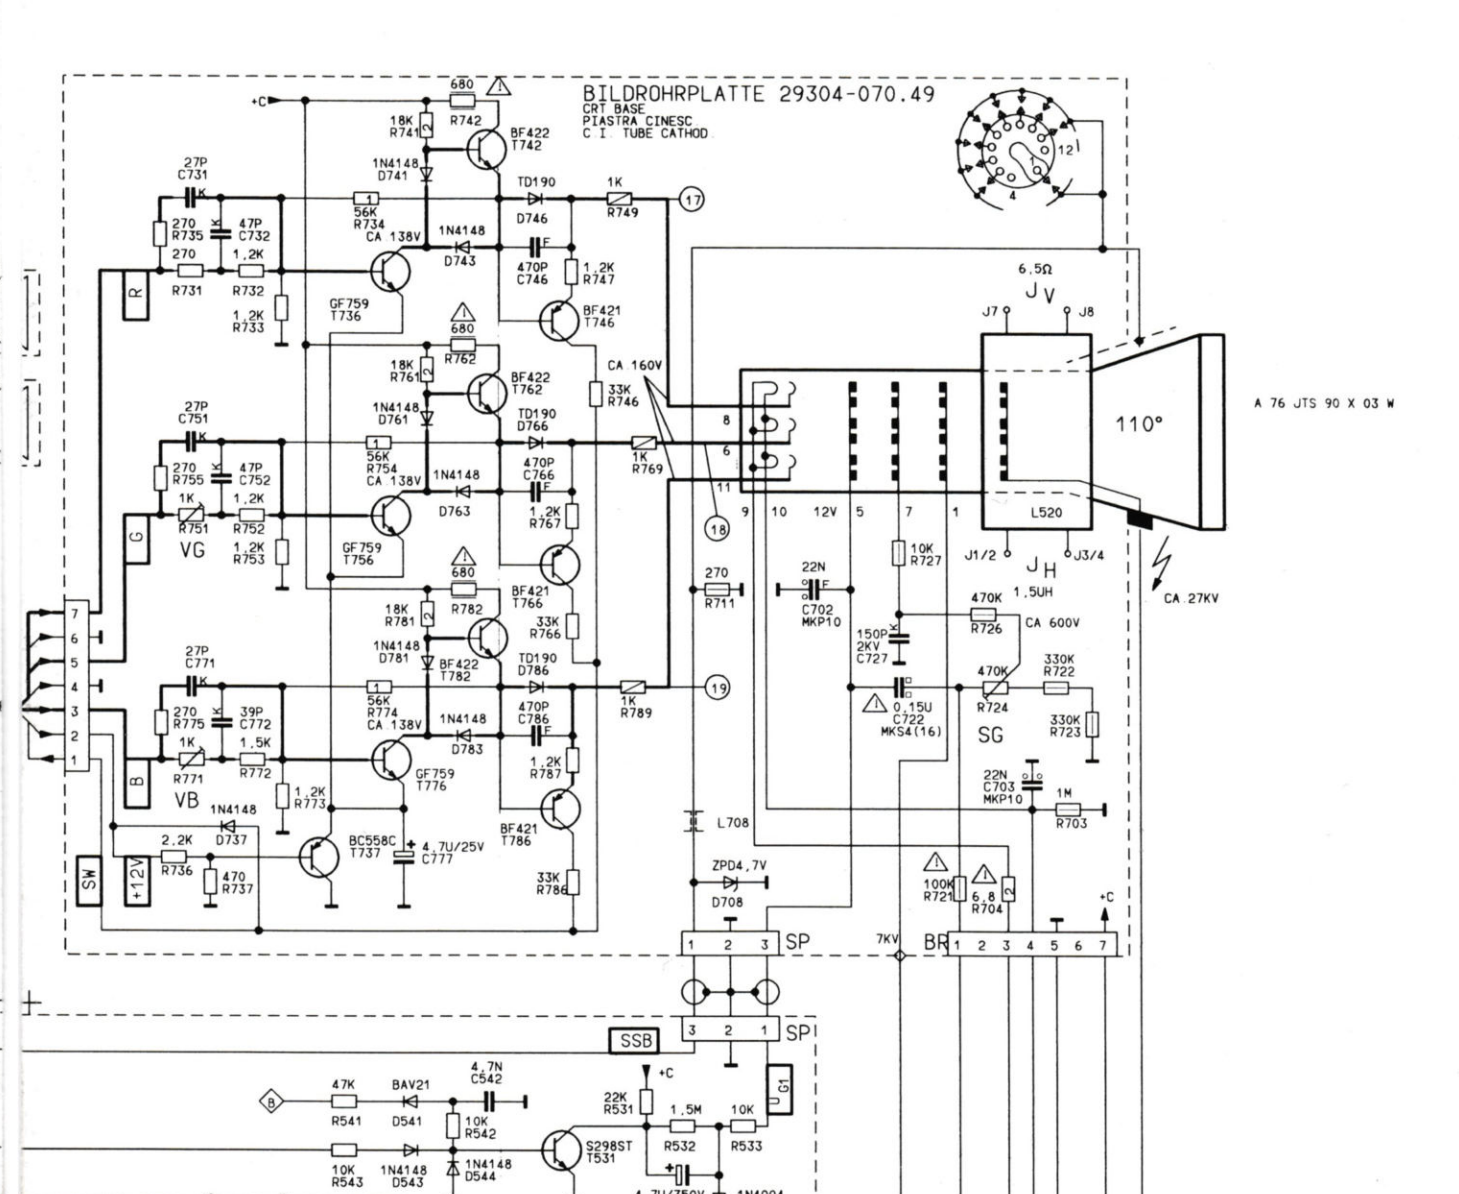 BILDROHRPLATTE 29304-070.49
CRT BASE
PIASTRA CINESC
C.I. TUBE CATHOD.
+C
680
R742
18K
R741
BF422
T742
1N4148
D741
27P
C731
270
R735
47P
C732
270
R731
1,2K
R732
1,2K
R733
R
56K
R734
CA.138V
1N4148
D743
TD190
D746
470P
C746
1K
R749
17
1,2K
R747
BF421
T746
GF759
T736
12
1
4
680
R762
18K
R761
BF422
T762
1N4148
D761
27P
C751
270
R755
47P
C752
1K
R751
VG
1,2K
R752
1,2K
R753
G
56K
R754
CA.138V
1N4148
D763
TD190
D766
470P
C766
1K
R769
CA.160V
33K
R746
1,2K
R767
GF759
T756
BF421
T766
18
680
R782
18K
R781
1N4148
D781
BF422
T782
33K
R766
TD190
D786
27P
C771
270
R775
39P
C772
1K
R771
VB
1,5K
R772
1,2K
R773
B
56K
R774
CA.138V
1N4148
D783
470P
C786
1K
R789
19
1,2K
R787
GF759
T776
BF421
T786
7
6
5
4
3
2
1
1N4148
D737
2.2K
R736
470
R737
BC558C
T737
4,7U/25V
C777
33K
R786
SW
+12V
6,5Ω
JV
J7
J8
110°
A 76 JTS 90 X 03 W
L520
J1/2
J3/4
JH
1,5UH
CA.27KV
8
6
11
9
10
12V
5
7
1
270
R711
22N
C702
MKP10
10K
R727
470K
R726
CA 600V
150P
2KV
C727
0,15U
C722
MKS4(16)
470K
R724
SG
330K
R722
330K
R723
22N
C703
MKP10
1M
R703
L708
ZPD4,7V
D708
100K
R721
6,8
R704
+C
1 2 3 SP
7KV
BR 1 2 3 4 5 6 7
3 2 1 SP
SSB
+C
G1
B
47K
R541
BAV21
D541
4,7N
C542
10K
R542
22K
R531
1,5M
R532
10K
R533
10K
R543
1N4148
D543
1N4148
D544
S298ST
T531